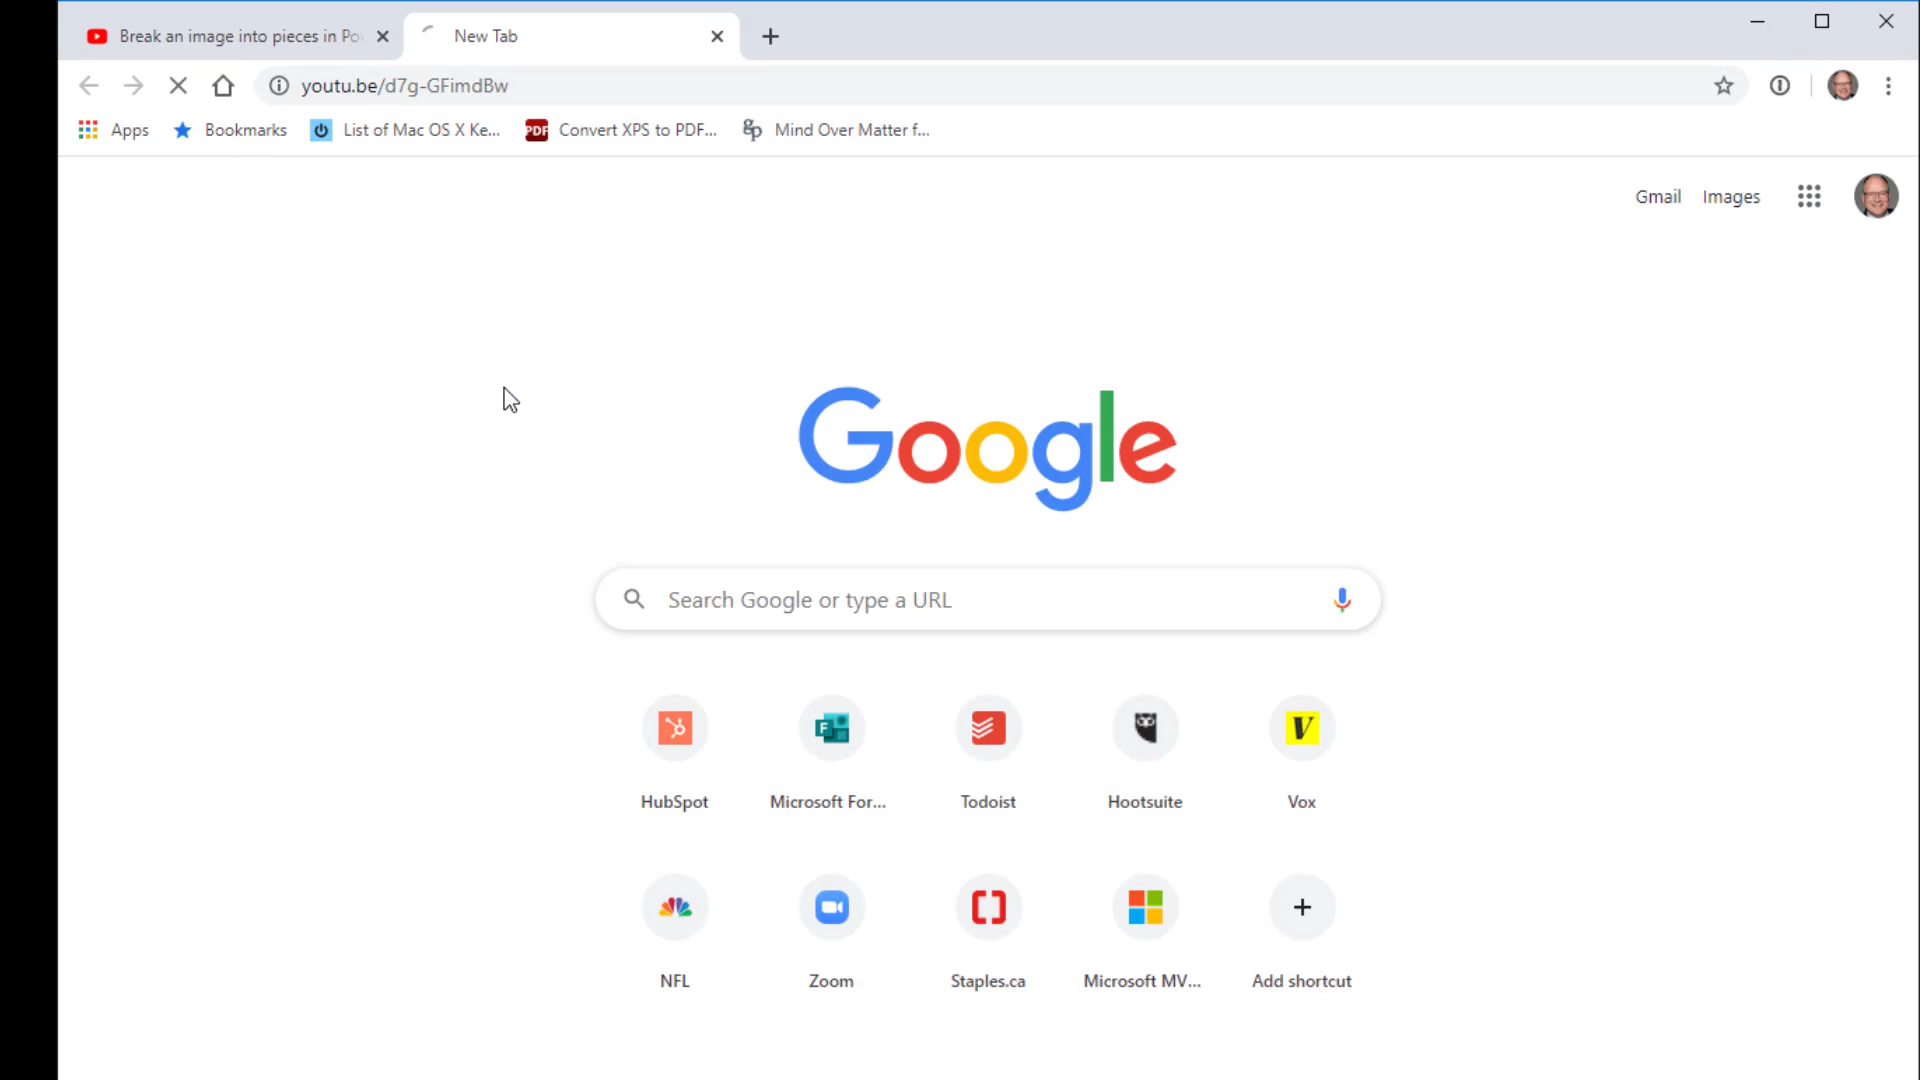 Break an image into pieces in Po
New Tab
youtu.be/d7g-GFimdBw
Apps
Bookmarks
List of Mac OS X Ke...
PDF
Convert XPS to PDF...
gp
Mind Over Matter f...
Gmail
Images
Google
Search Google or type a URL
F
V
HubSpot
Microsoft For...
Todoist
Hootsuite
Vox
NFL
Zoom
Staples.ca
Microsoft MV...
Add shortcut